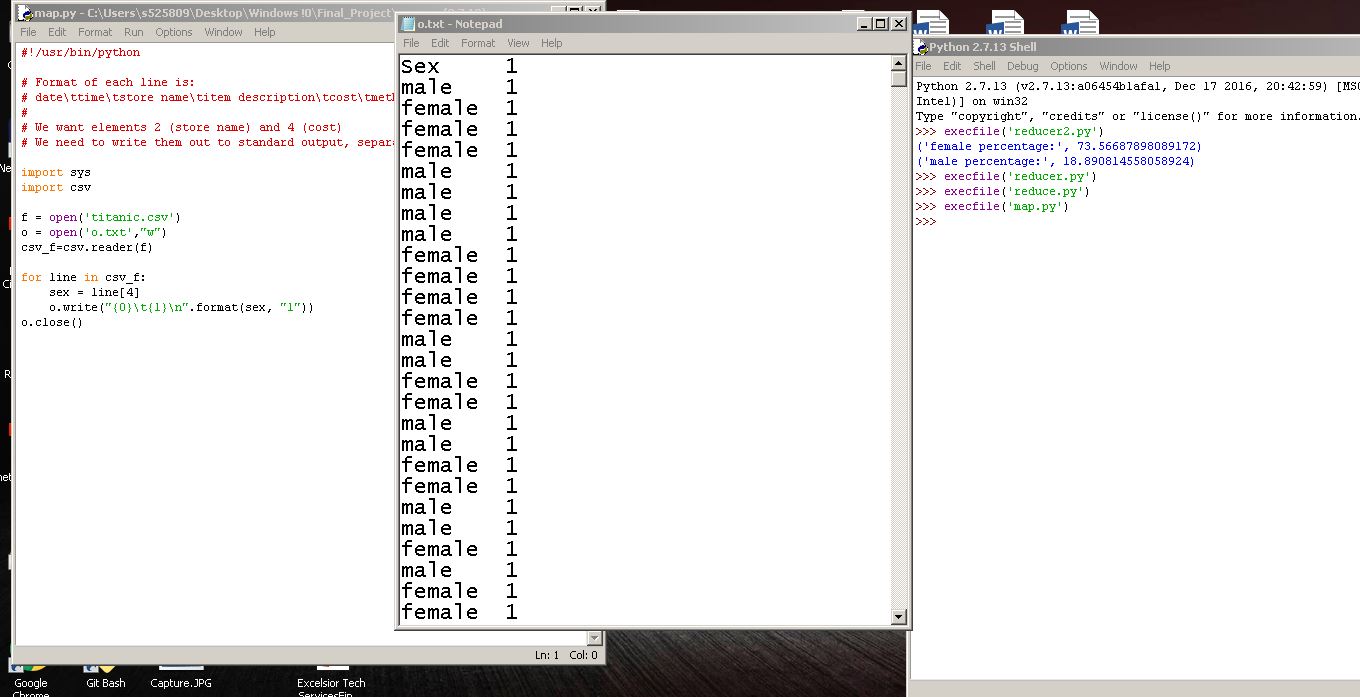 map.py - C:\Users\s525809\Desktop\Windows !0\Final_Project
File Edit Format Run Options Window Help
#!/usr/bin/python
# Format of each line is:
# date\ttime\tstore name\titem description\tcost\tmet
#
# We want elements 2 (store name) and 4 (cost)
# We need to write them out to standard output, separa
import sys
import csv
f = open('titanic.csv')
o = open('o.txt',"w")
csv_f=csv.reader(f)
for line in csv_f:
    sex = line[4]
    o.write("{0}\t{1}\n".format(sex, "1"))
o.close()
Ln: 1 Col: 0
o.txt - Notepad
File Edit Format View Help
Sex 1
male 1
female 1
female 1
female 1
male 1
male 1
male 1
male 1
female 1
female 1
female 1
female 1
male 1
male 1
female 1
female 1
male 1
male 1
female 1
female 1
male 1
male 1
female 1
male 1
female 1
female 1
Python 2.7.13 Shell
File Edit Shell Debug Options Window Help
Python 2.7.13 (v2.7.13:a06454b1afa1, Dec 17 2016, 20:42:59) [MSC
Intel)] on win32
Type "copyright", "credits" or "license()" for more information.
>>> execfile('reducer2.py')
('female percentage:', 73.56687898089172)
('male percentage:', 18.890814558058924)
>>> execfile('reducer.py')
>>> execfile('reduce.py')
>>> execfile('map.py')
>>>
Google
Chrome
Git Bash
Capture.JPG
Excelsior Tech
ServicesFin